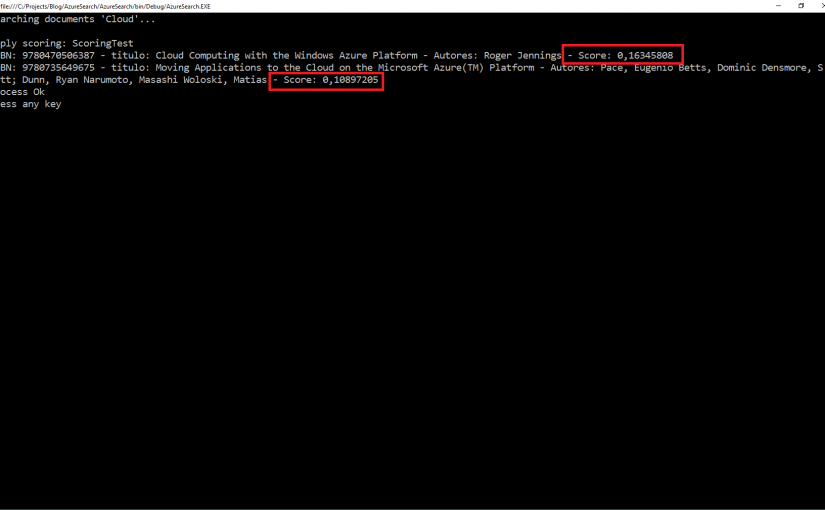 file:///C:/Projects/Blog/AzureSearch/AzureSearch/bin/Debug/AzureSearch.EXE
arching documents 'Cloud'...
ply scoring: ScoringTest
BN: 9780470506387 - titulo: Cloud Computing with the Windows Azure Platform - Autores: Roger Jennings - Score: 0,16345808
BN: 9780735649675 - titulo: Moving Applications to the Cloud on the Microsoft Azure(TM) Platform - Autores: Pace, Eugenio Betts, Dominic Densmore, S
tt; Dunn, Ryan Narumoto, Masashi Woloski, Matias - Score: 0,10897205
ocess Ok
ess any key